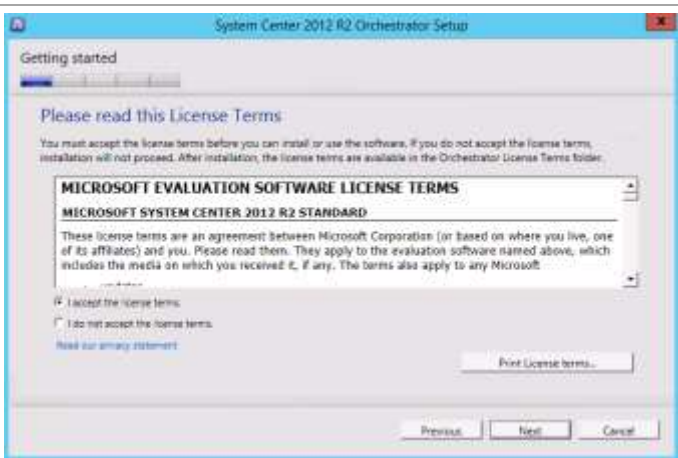 System Center 2012 R2 Orchestrator Setup
Getting started
Please read this License Terms
You must accept the license terms before you can install or use the software. If you do not accept the license terms,
installation will not proceed. After installation, the license terms are available in the Orchestrator License Terms folder.
MICROSOFT EVALUATION SOFTWARE LICENSE TERMS
MICROSOFT SYSTEM CENTER 2012 R2 STANDARD
These license terms are an agreement between Microsoft Corporation (or based on where you live, one
of its affiliates) and you. Please read them. They apply to the evaluation software named above, which
includes the media on which you received it, if any. The terms also apply to any Microsoft
I accept the license terms.
I do not accept the license terms.
Read our privacy statement
Print License terms...
Previous
Next
Cancel